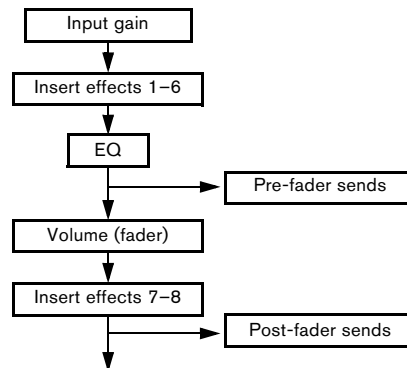 Input gain
Insert effects 1–6
EQ
Pre-fader sends
Volume (fader)
Insert effects 7–8
Post-fader sends